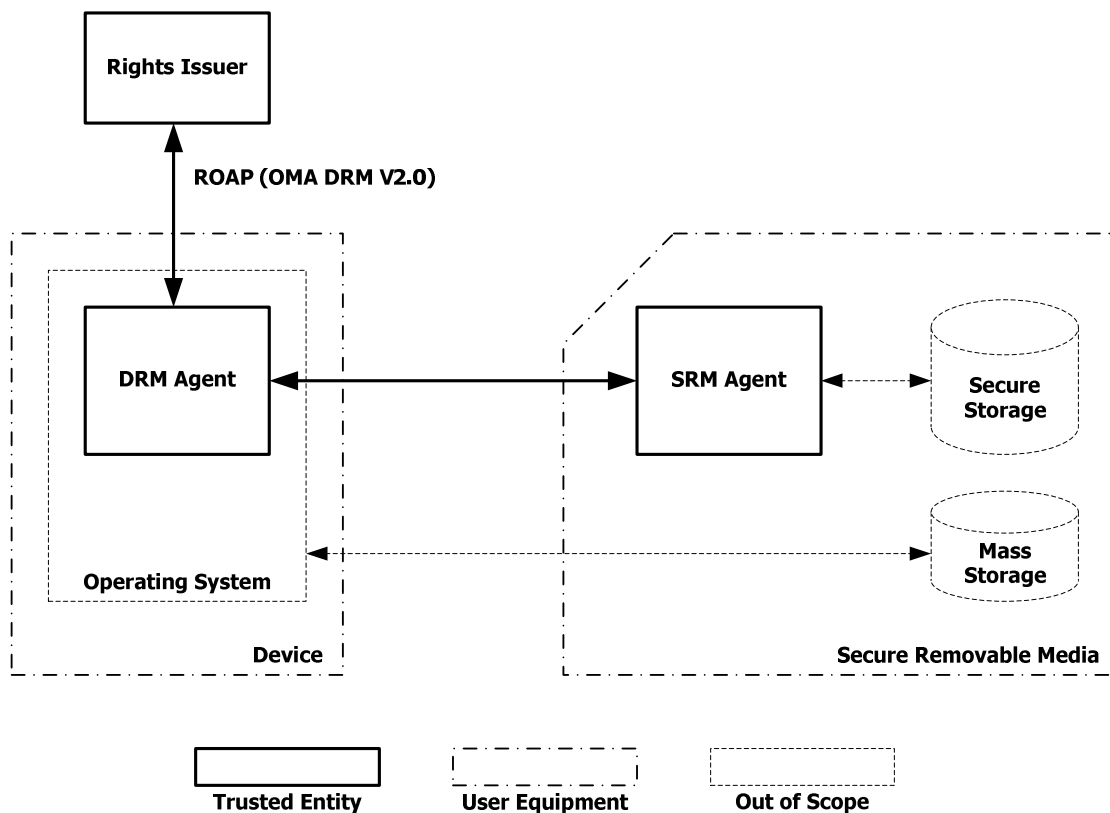 Rights Issuer
ROAP (OMA DRM V2.0)
DRM Agent
SRM Agent
Secure
Storage
Mass
Storage
Operating System
Device
Secure Removable Media
Trusted Entity
User Equipment
Out of Scope